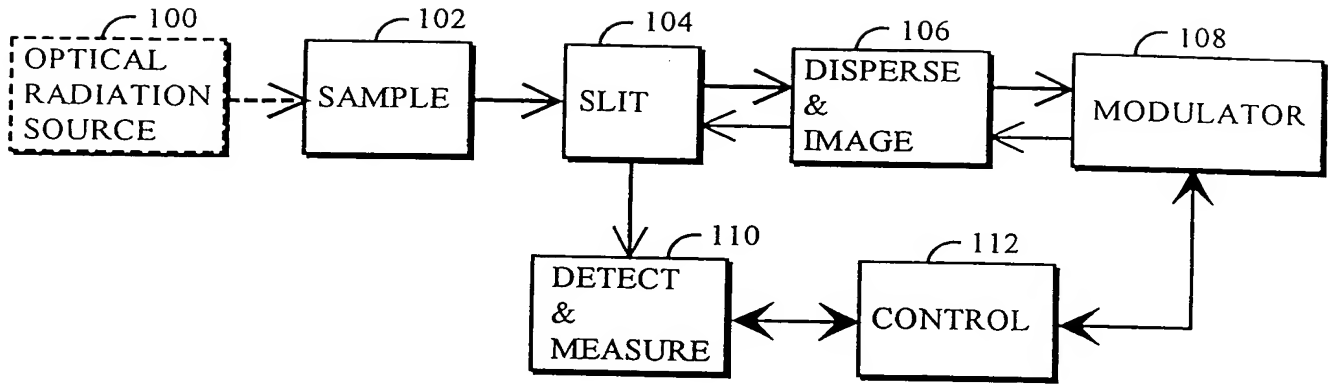 100
OPTICAL
RADIATION
SOURCE
102
SAMPLE
104
SLIT
106
DISPERSE
&
IMAGE
108
MODULATOR
110
DETECT
&
MEASURE
112
CONTROL